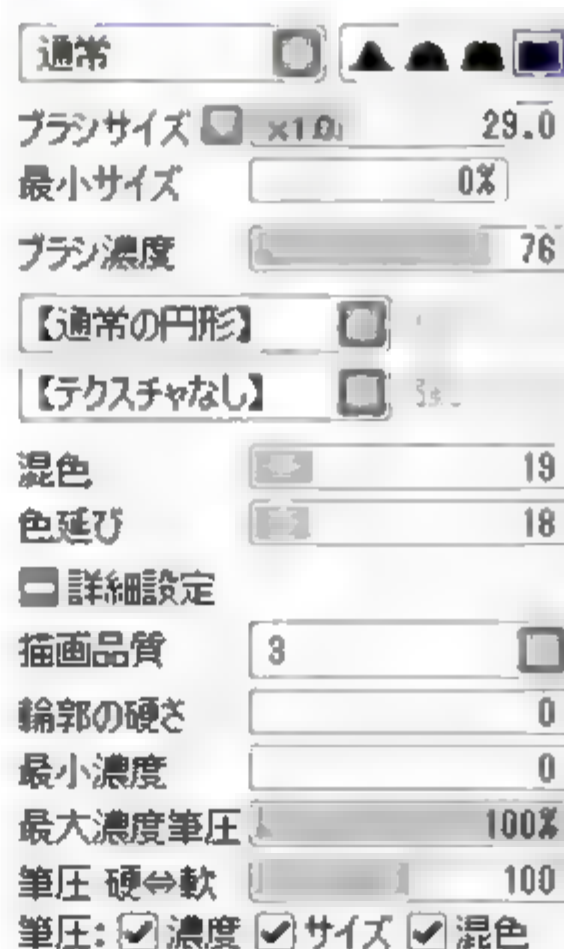 通常
ブラシサイズ ×1.0 29.0
最小サイズ 0%
ブラシ濃度 76
【通常の円形】
【テクスチャなし】
混色 19
色延び 18
詳細設定
描画品質 3
輪郭の硬さ 0
最小濃度 0
最大濃度筆圧 100%
筆圧 硬⇔軟 100
筆圧: 濃度 サイズ 混色